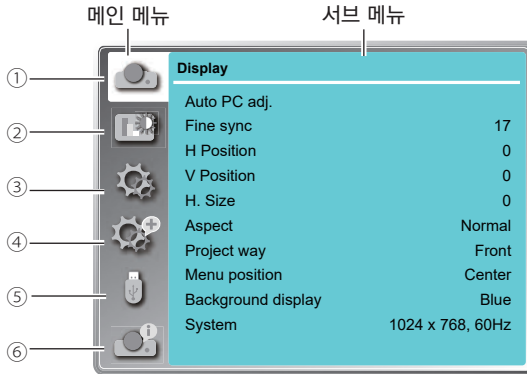 메인 메뉴 서브 메뉴
① Display
Auto PC adj.
② Fine sync 17
H Position 0
V Position 0
③ H. Size 0
Aspect Normal
④ Project way Front
Menu position Center
⑤ Background display Blue
System 1024 x 768, 60Hz
⑥